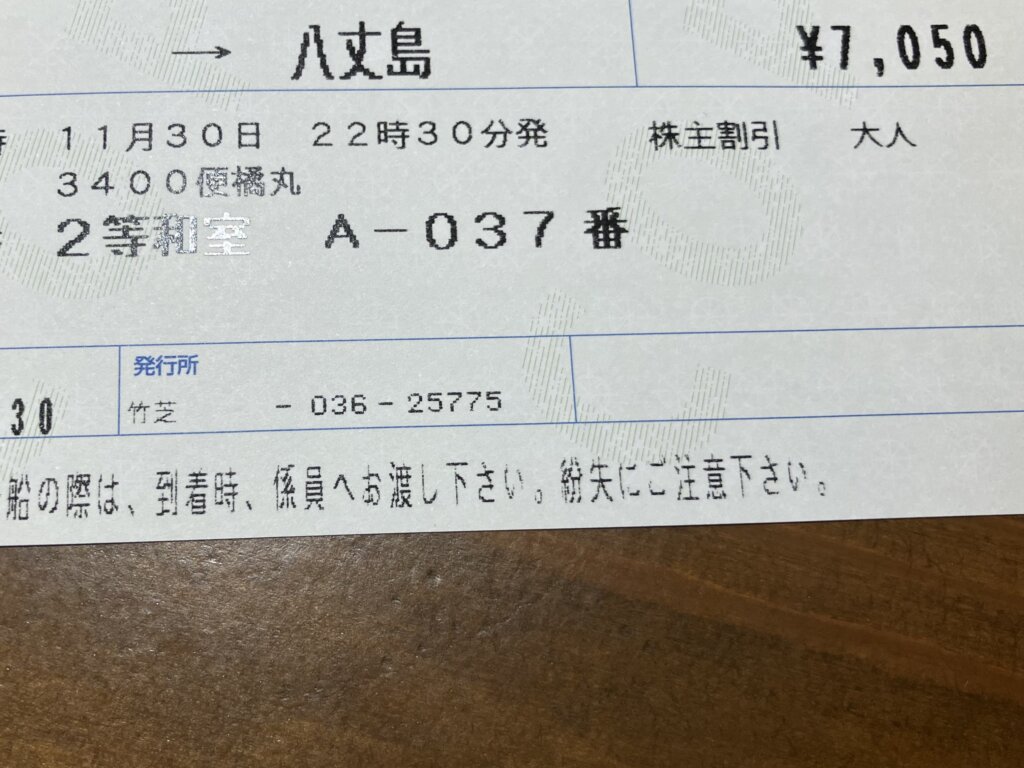 → 八丈島 ¥7,050
11月30日 22時30分発 株主割引 大人
3400便橘丸
2等和室 A-037番
発行所
30 竹芝 -036-25775
船の際は、到着時、係員へお渡し下さい。紛失にご注意下さい。